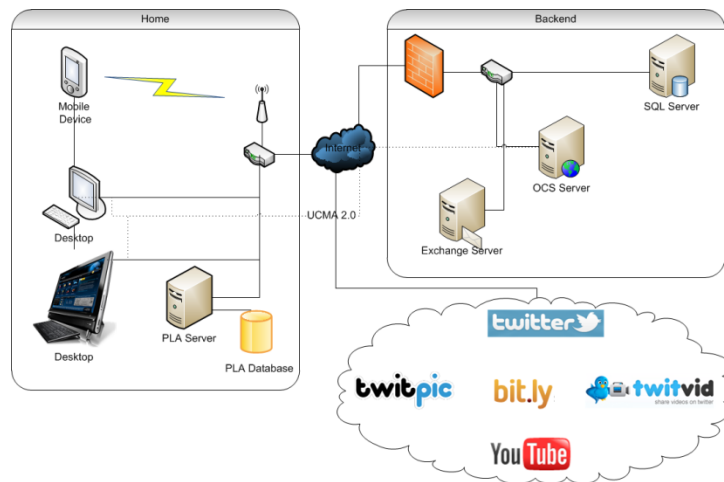 Home
Backend
Mobile
Device
SQL Server
Internet
OCS Server
Desktop
UCMA 2.0
Exchange Server
PLA Server
Desktop
PLA Database
twitter
twitpic
bit.ly
twitvid
share videos on twitter
YouTube